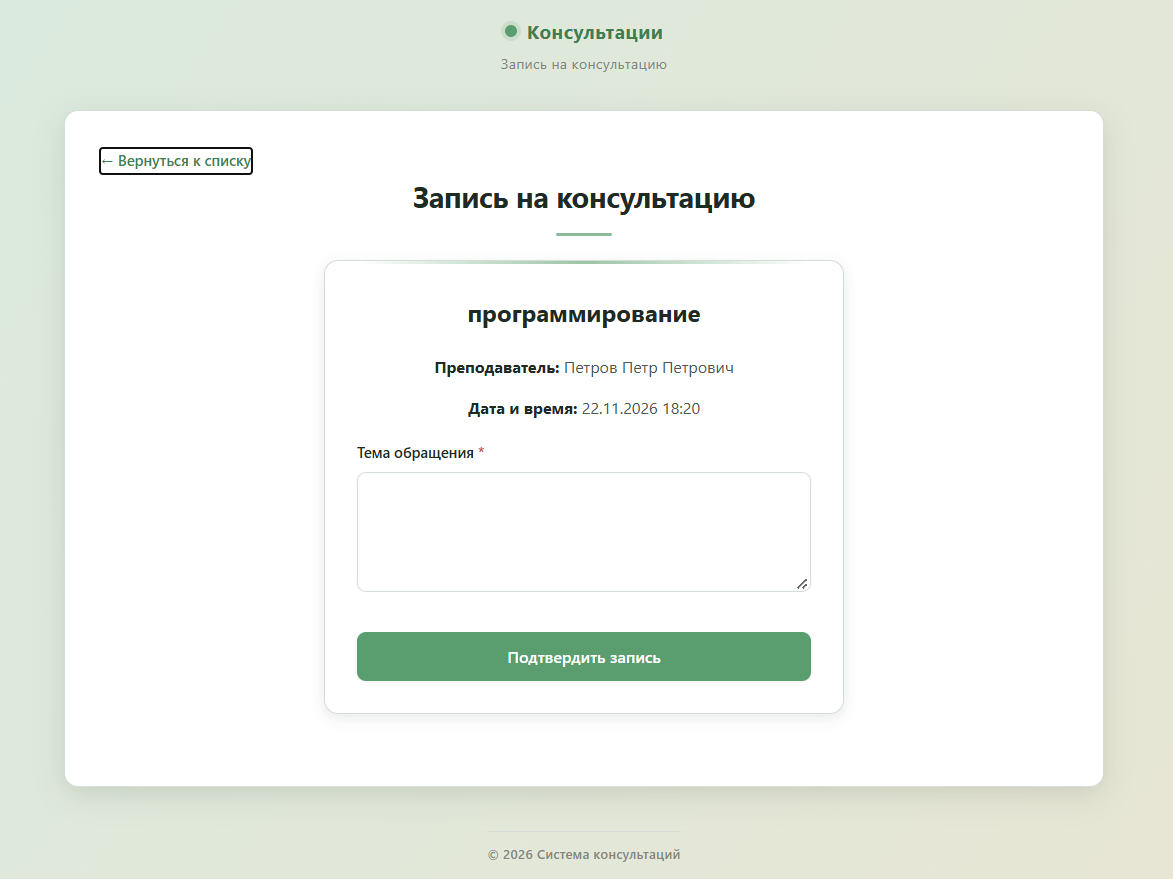 Консультации
Запись на консультацию
← Вернуться к списку
Запись на консультацию
программирование
Преподаватель: Петров Петр Петрович
Дата и время: 22.11.2026 18:20
Тема обращения *
Подтвердить запись
© 2026 Система консультаций